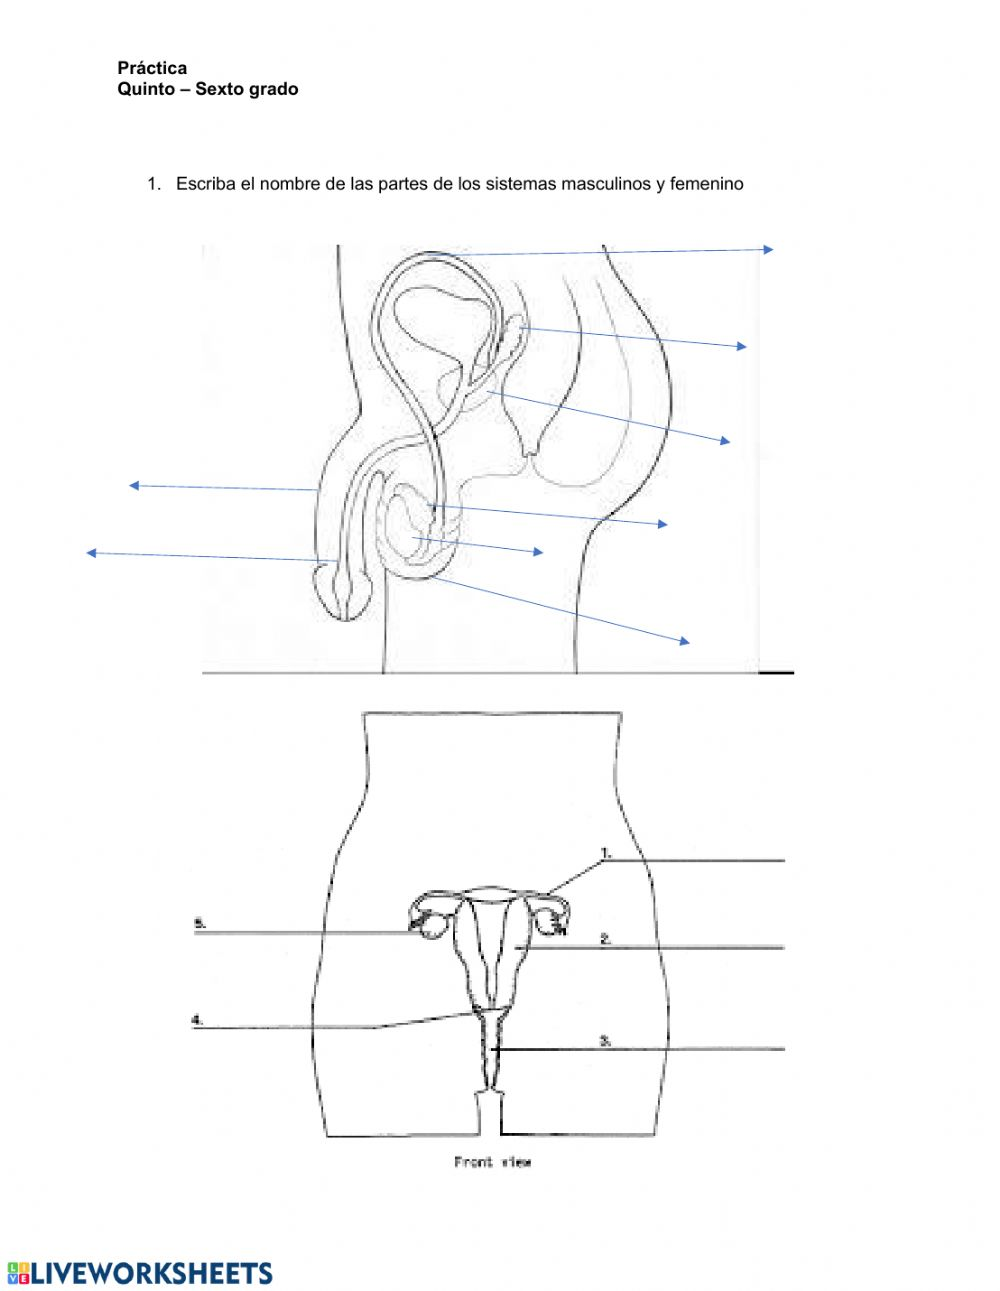 Práctica
Quinto – Sexto grado
1. Escriba el nombre de las partes de los sistemas masculinos y femenino
1.
5.
2.
4.
3.
Front view
LIVEWORKSHEETS